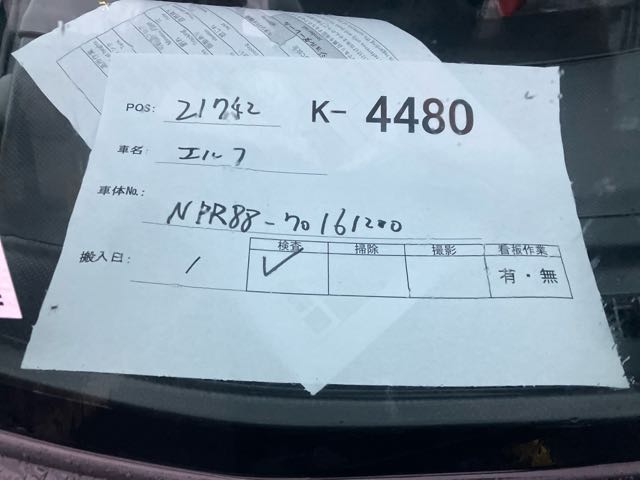 POS: 21742 K- 4480
車名: エルフ
車体No.: NPR88-70161200
検査 掃除 撮影 看板作業
搬入日: / ✓ 有・無